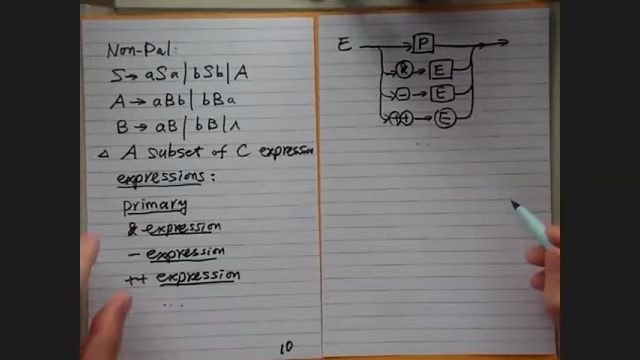 Non-Pal:
S → aSa | bSb | A
A → aBb | bBa
B → aB | bB | Λ
△ A subset of C expression
expressions:
primary
& expression
- expression
++ expression
...
10
E P
& E
- E
++ E
...